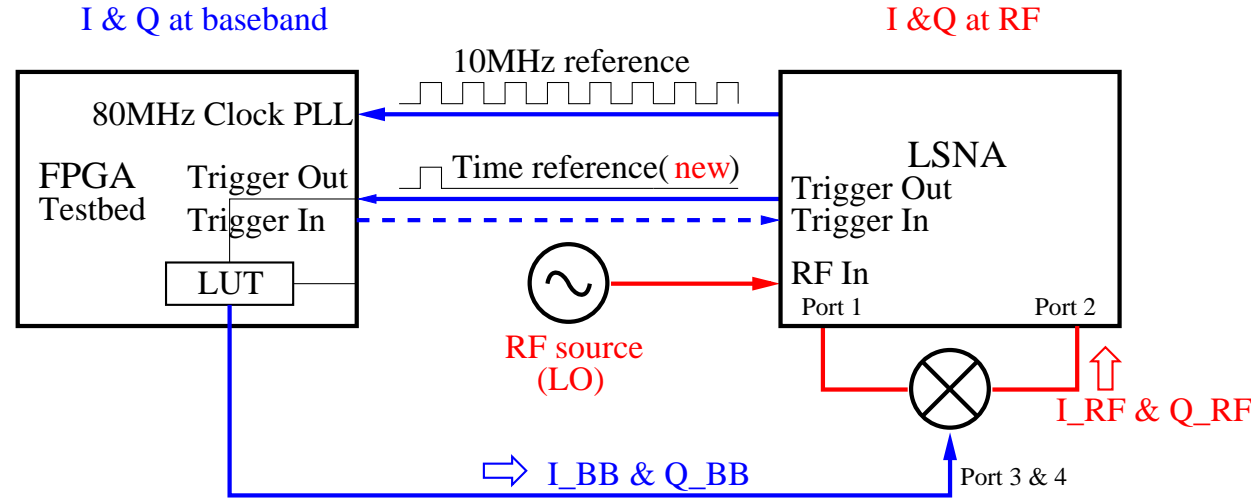 I & Q at baseband
I &Q at RF
10MHz reference
80MHz Clock PLL
LSNA
FPGA
Testbed
Trigger Out
Trigger In
Time reference( new)
Trigger Out
Trigger In
LUT
RF In
Port 1
Port 2
RF source
(LO)
I_RF & Q_RF
I_BB & Q_BB
Port 3 & 4